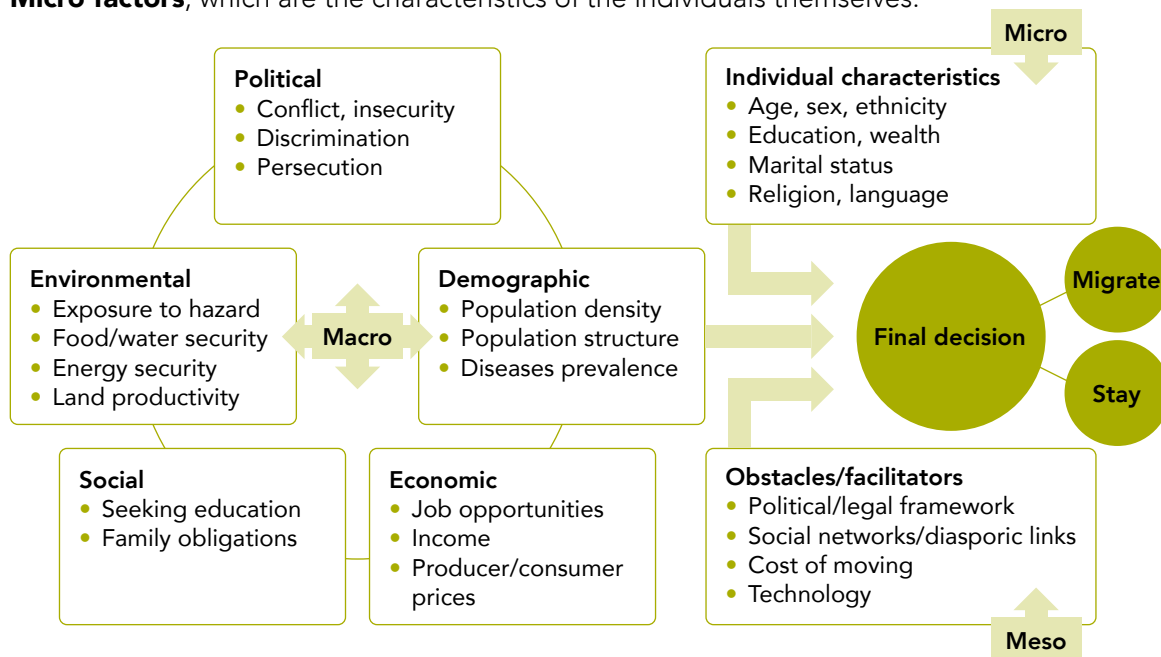 Micro factors, which are the characteristics of the individuals themselves.
Micro
Political
• Conflict, insecurity
• Discrimination
• Persecution
Individual characteristics
• Age, sex, ethnicity
• Education, wealth
• Marital status
• Religion, language
Environmental
• Exposure to hazard
• Food/water security
• Energy security
• Land productivity
Macro
Demographic
• Population density
• Population structure
• Diseases prevalence
Final decision
Migrate
Stay
Social
• Seeking education
• Family obligations
Economic
• Job opportunities
• Income
• Producer/consumer
prices
Obstacles/facilitators
• Political/legal framework
• Social networks/diasporic links
• Cost of moving
• Technology
Meso